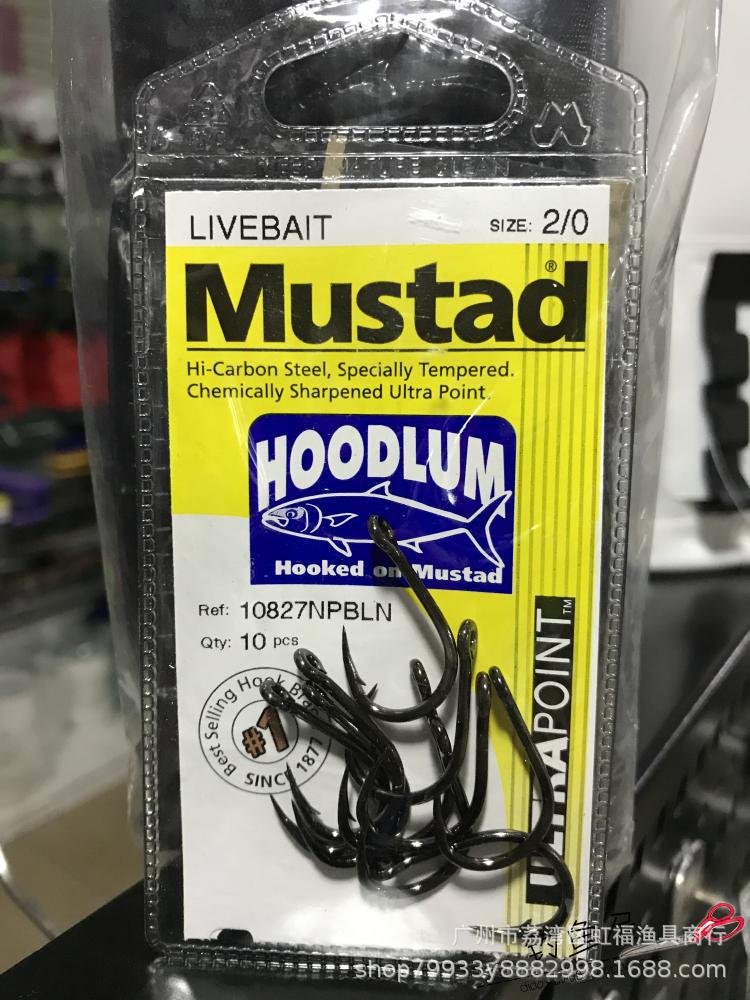 LIVEBAIT
SIZE: 2/0
Mustad®
Hi-Carbon Steel, Specially Tempered.
Chemically Sharpened Ultra Point.
HOODLUM
Hooked on Mustad
Ref: 10827NPBLN
Qty: 10 pcs
Best Selling Hook
#1
SINCE 1877
ULTRAPOINT™
广州市荔湾区虹福渔具商行
shop79933y8882998.1688.com